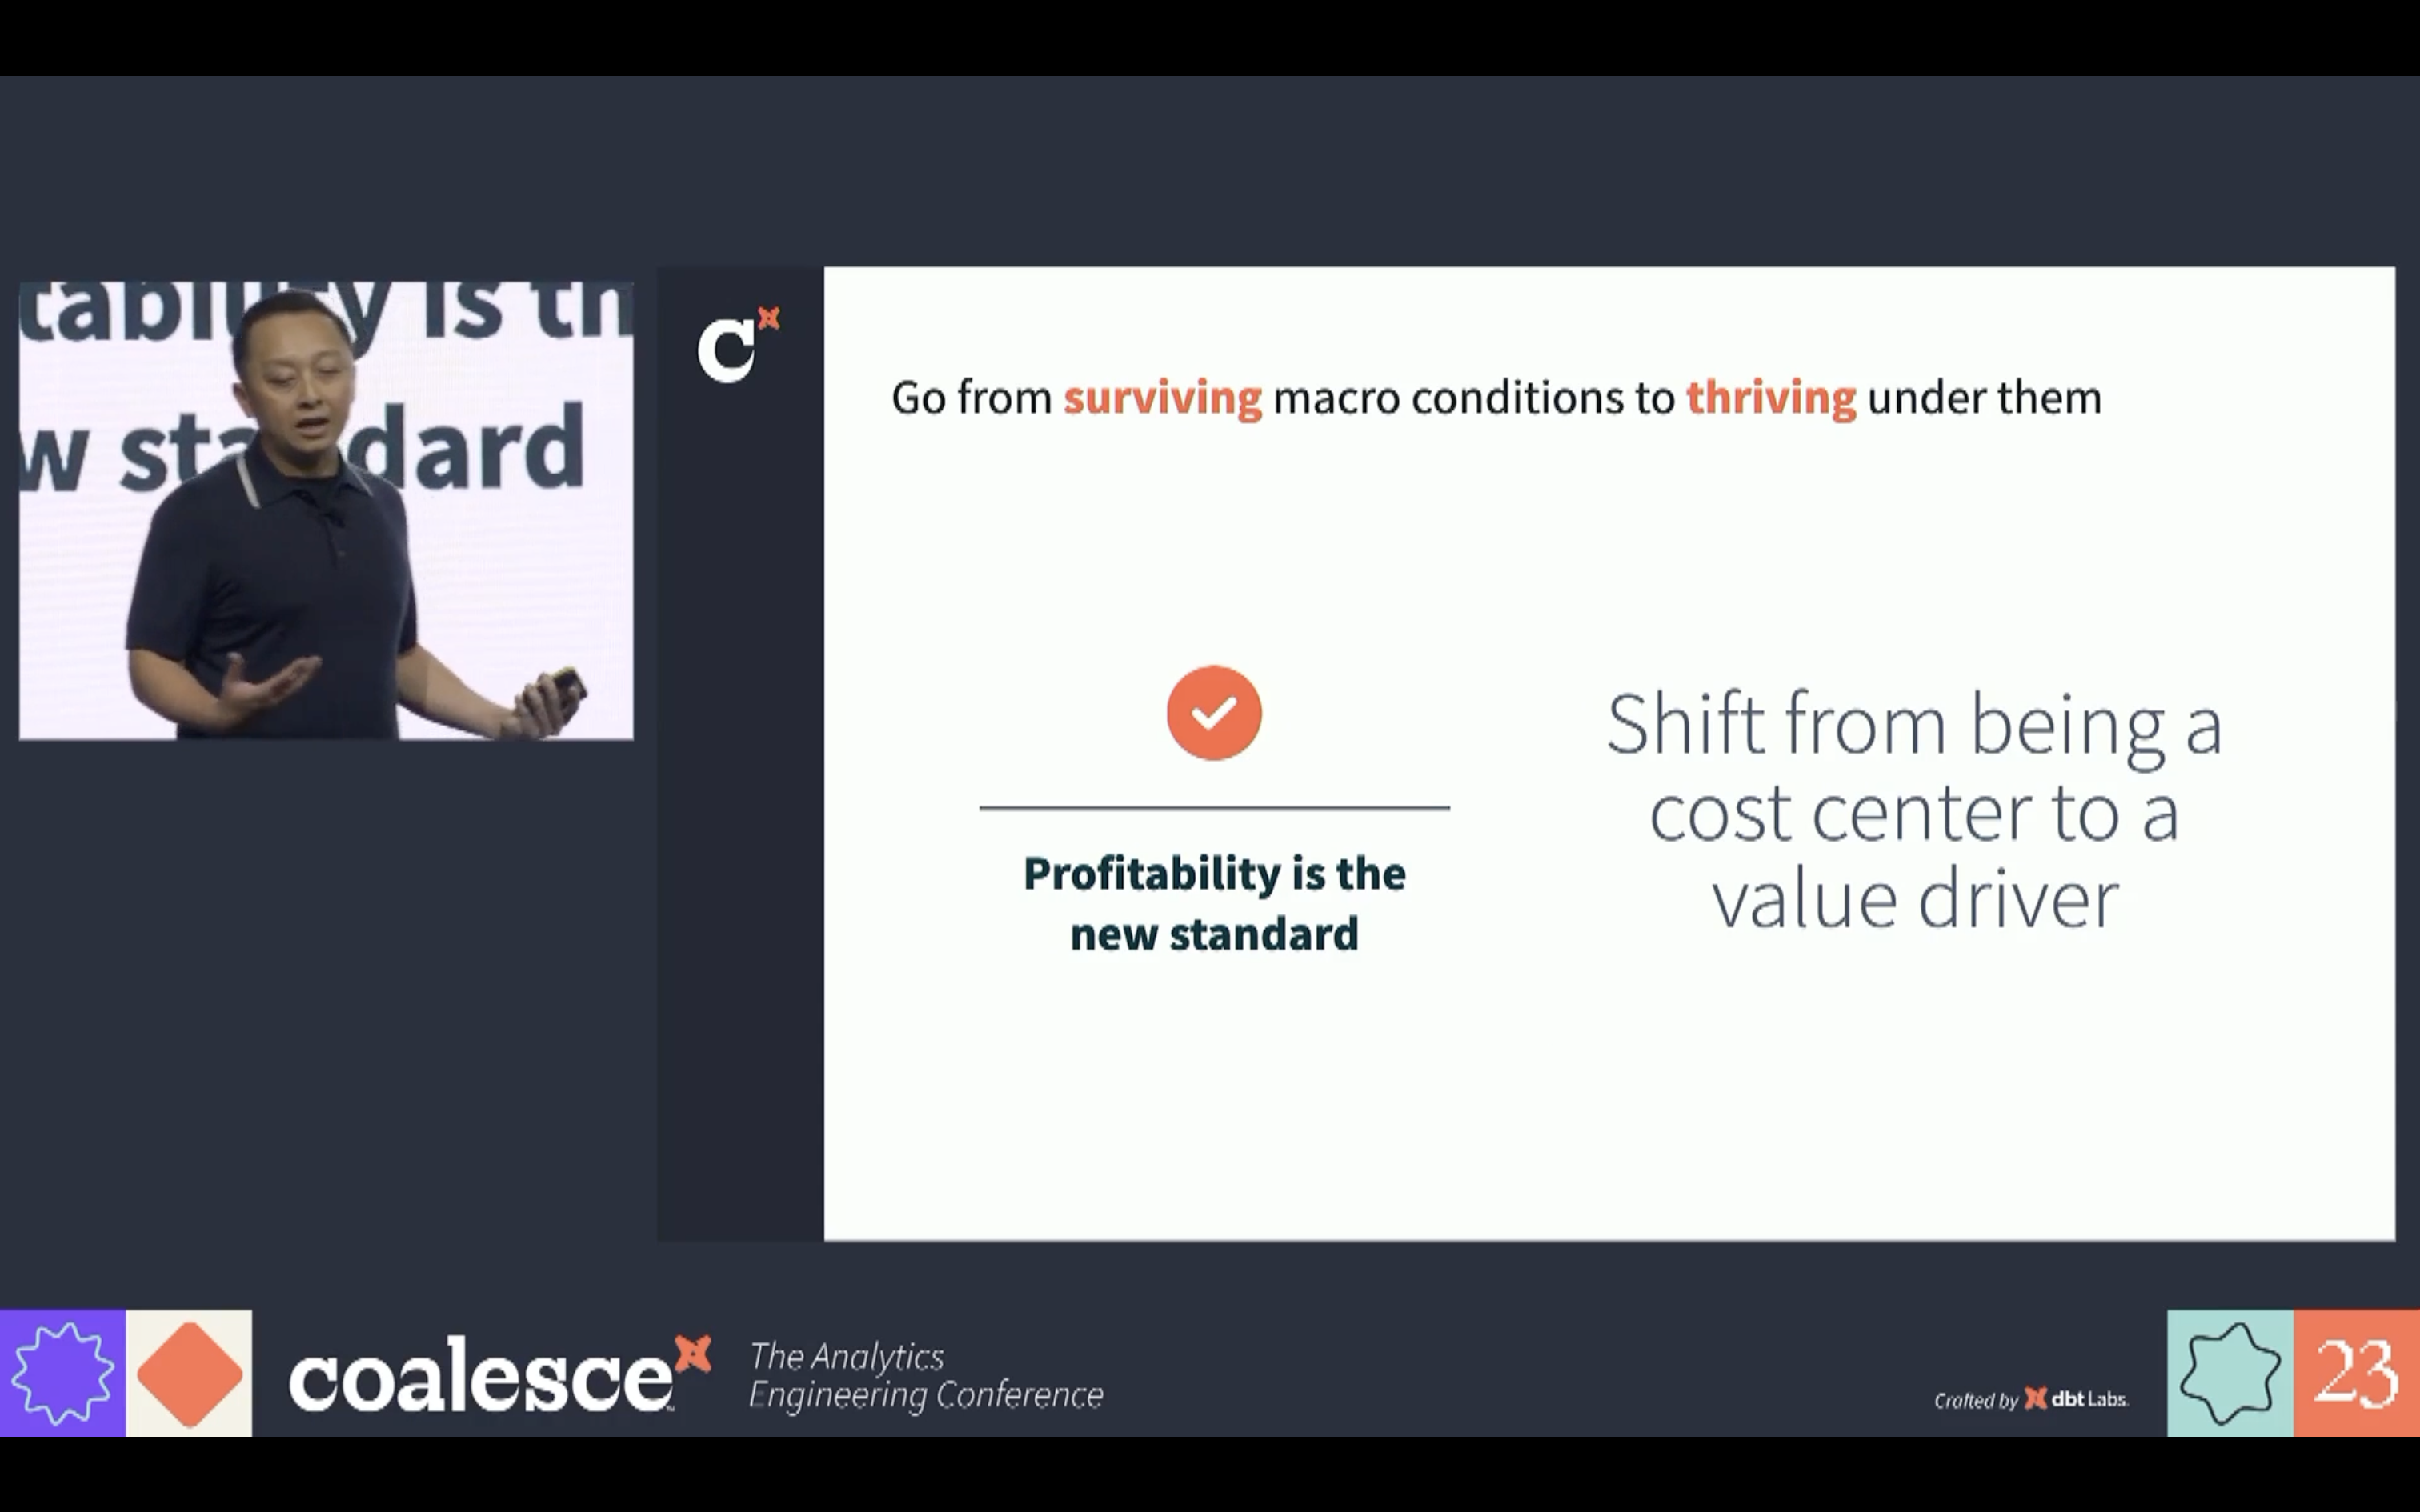 tability is th
w standard
C
Go from surviving macro conditions to thriving under them
Profitability is the
new standard
Shift from being a
cost center to a
value driver
coalesce
The Analytics
Engineering Conference
Crafted by dbt Labs.
23